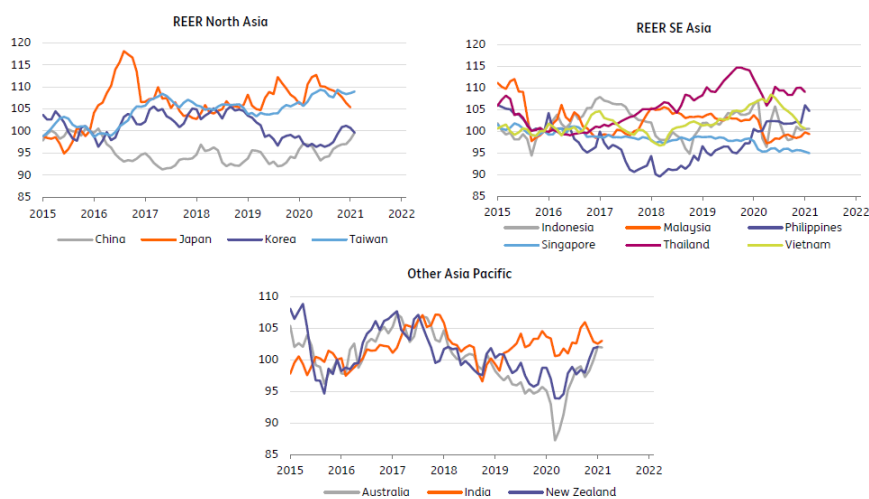 REER North Asia
120
115
110
105
100
95
90
85
2015 2016 2017 2018 2019 2020 2021 2022
China Japan Korea Taiwan
REER SE Asia
120
115
110
105
100
95
90
85
2015 2016 2017 2018 2019 2020 2021 2022
Indonesia Malaysia Philippines
Singapore Thailand Vietnam
Other Asia Pacific
110
105
100
95
90
85
2015 2016 2017 2018 2019 2020 2021 2022
Australia India New Zealand